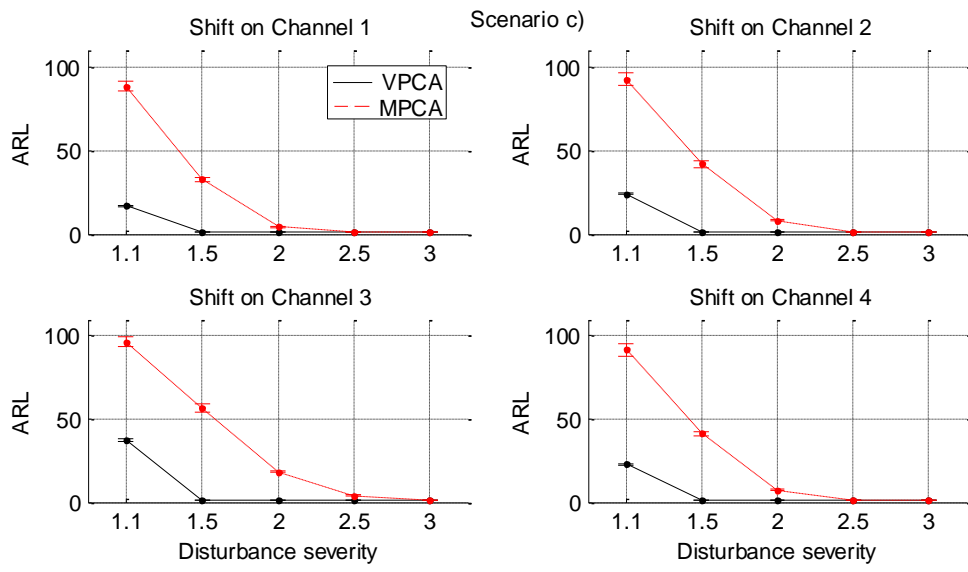 Scenario c)
Shift on Channel 1
Shift on Channel 2
100
50
0
ARL
VPCA
MPCA
1.1 1.5 2 2.5 3
100
50
0
ARL
1.1 1.5 2 2.5 3
Shift on Channel 3
Shift on Channel 4
100
50
0
ARL
1.1 1.5 2 2.5 3
Disturbance severity
100
50
0
ARL
1.1 1.5 2 2.5 3
Disturbance severity